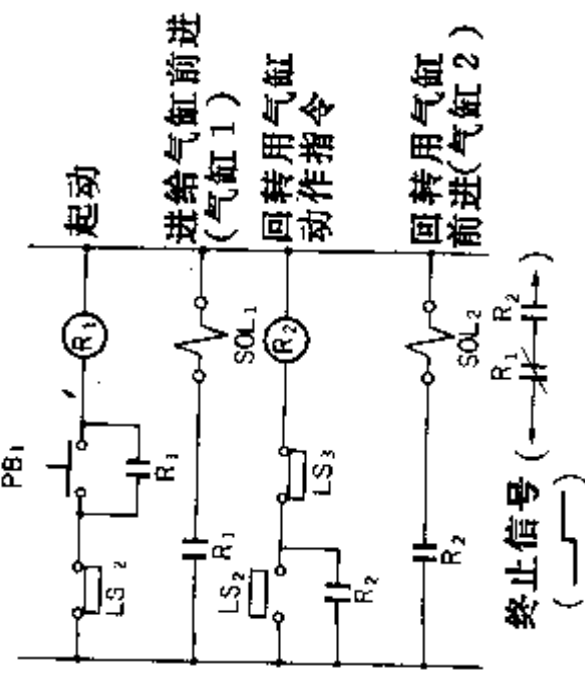 PB₁
LS₂
R₁
R₁
起动
R₁
SOL₁
进给气缸前进
(气缸 1)
LS₂
R₂
LS₃
R₂
回转用气缸
动作指令
R₂
SOL₂
回转用气缸
前进(气缸 2)
终止信号(
R₁
R₂
)
(
)